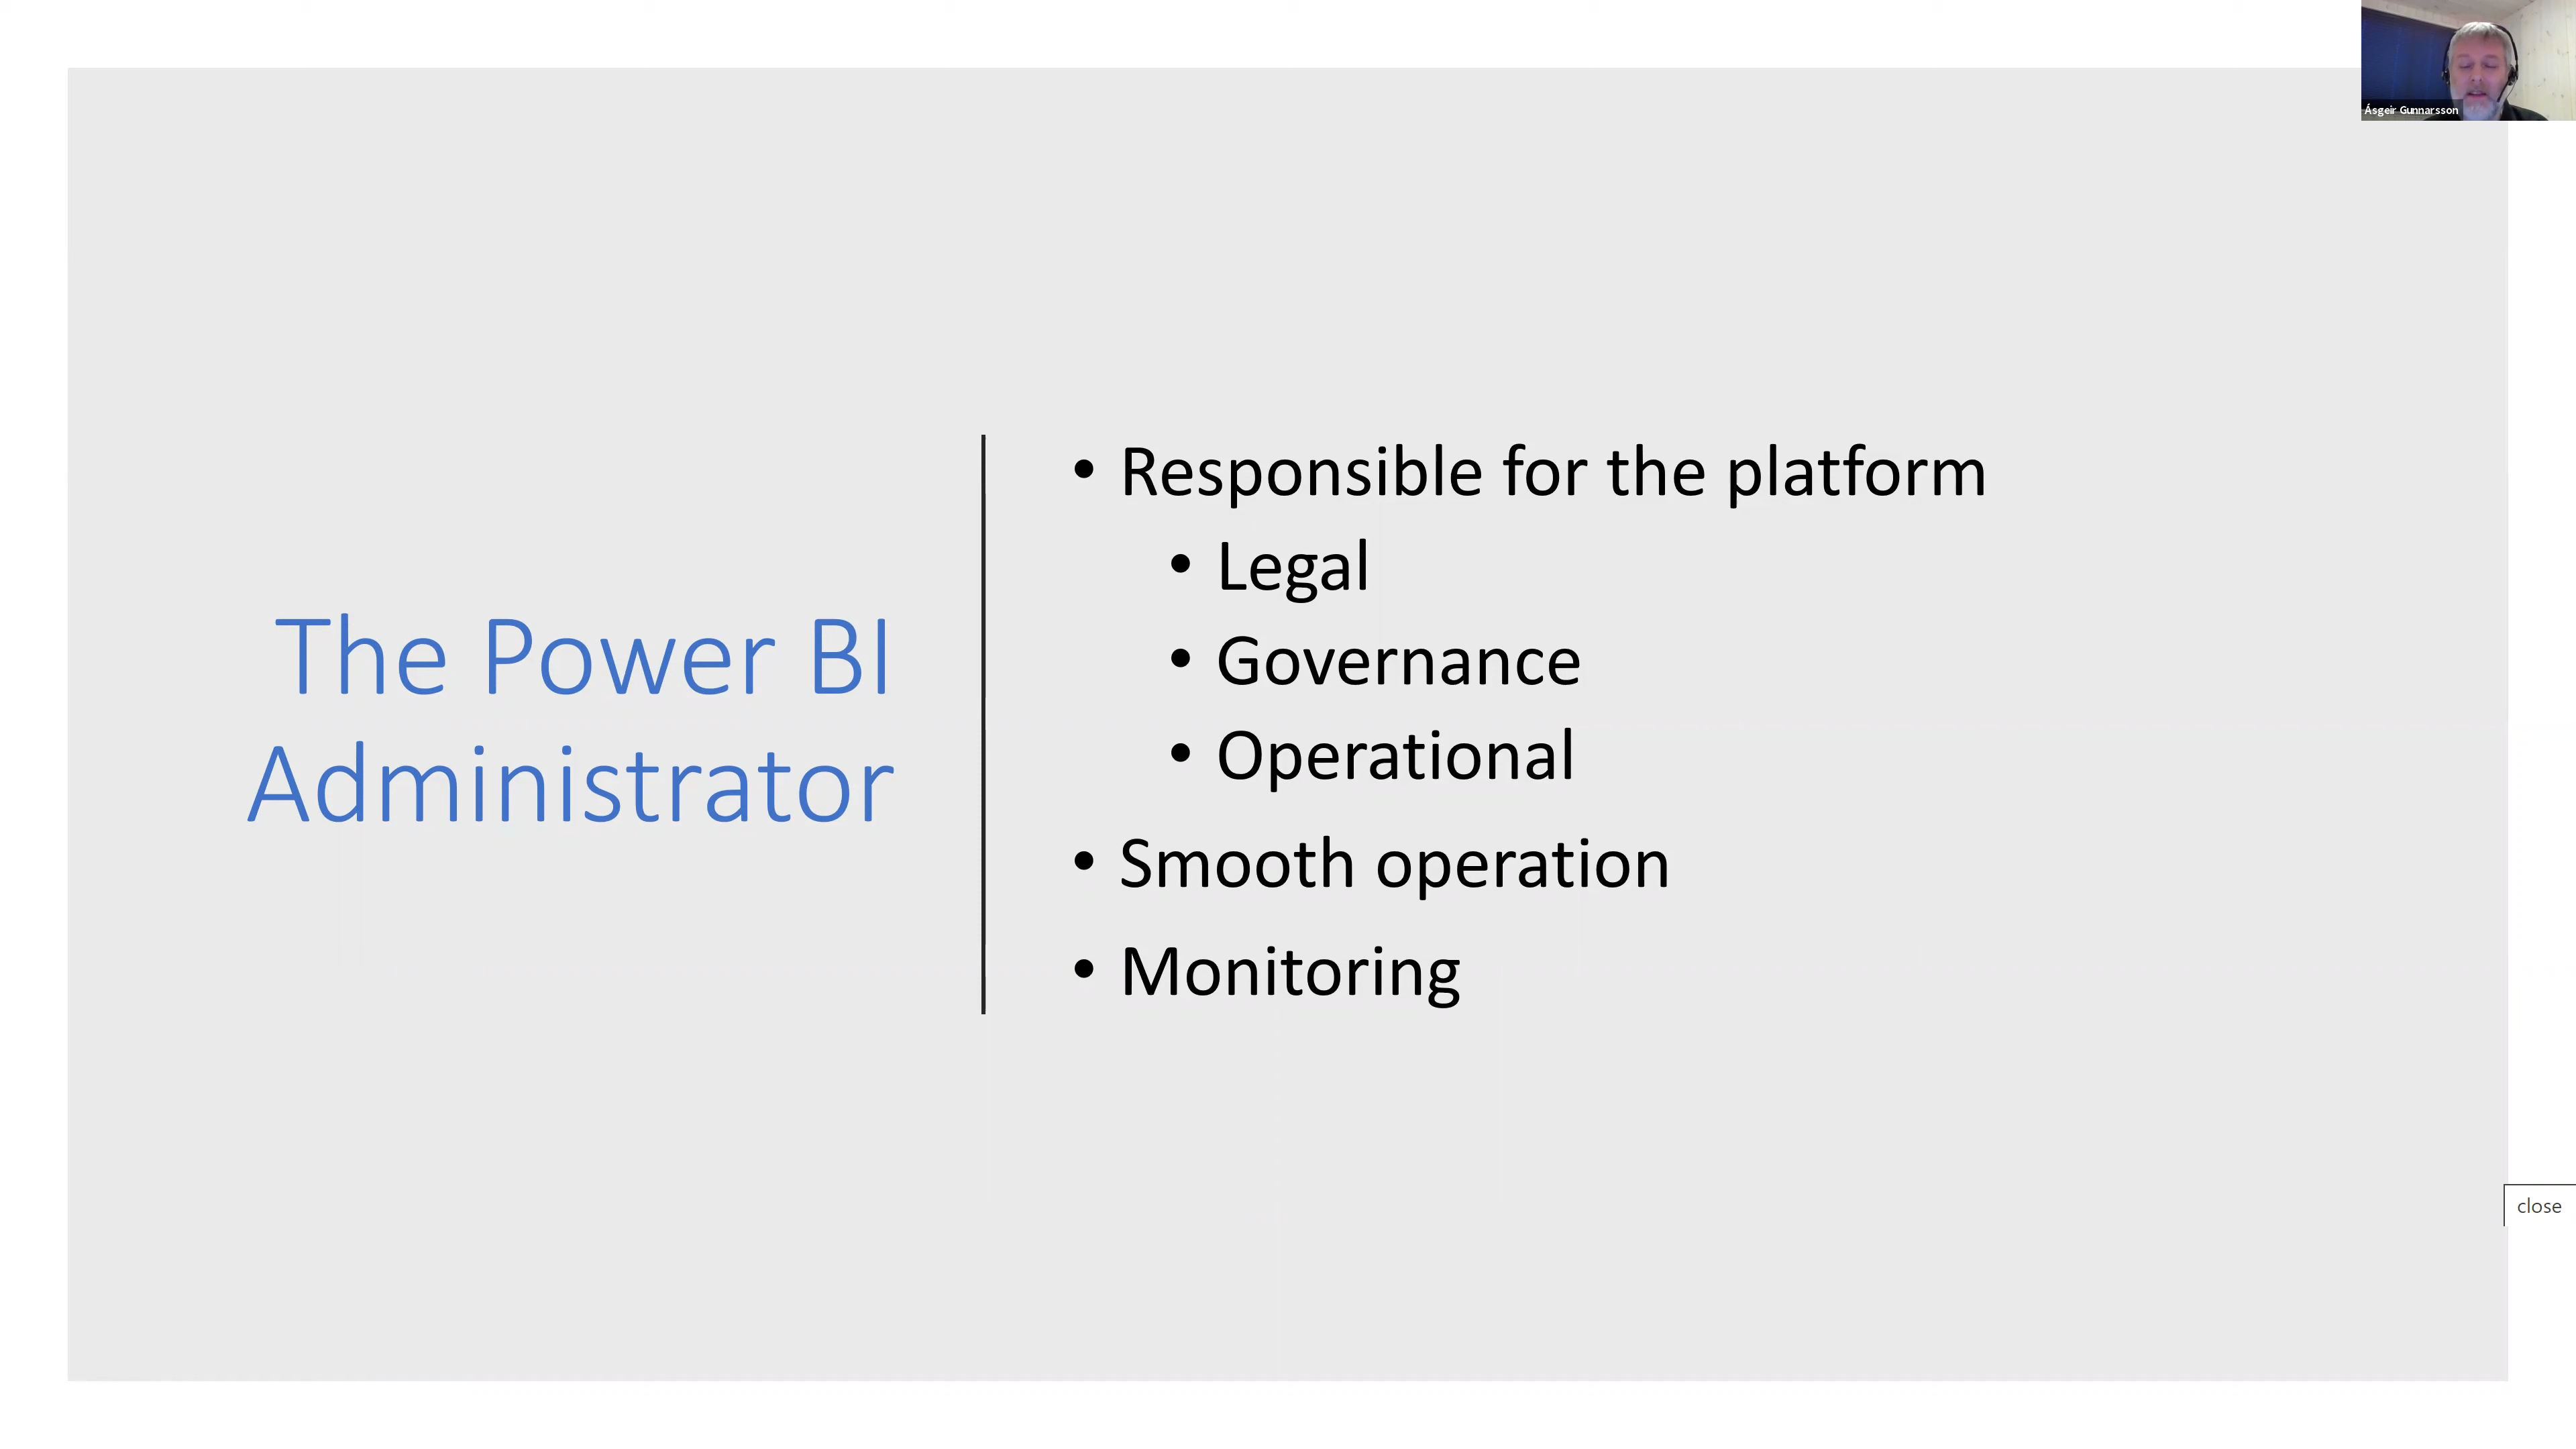 Ásgeir Gunnarsson
The Power BI
Administrator
• Responsible for the platform
• Legal
• Governance
• Operational
• Smooth operation
• Monitoring
close